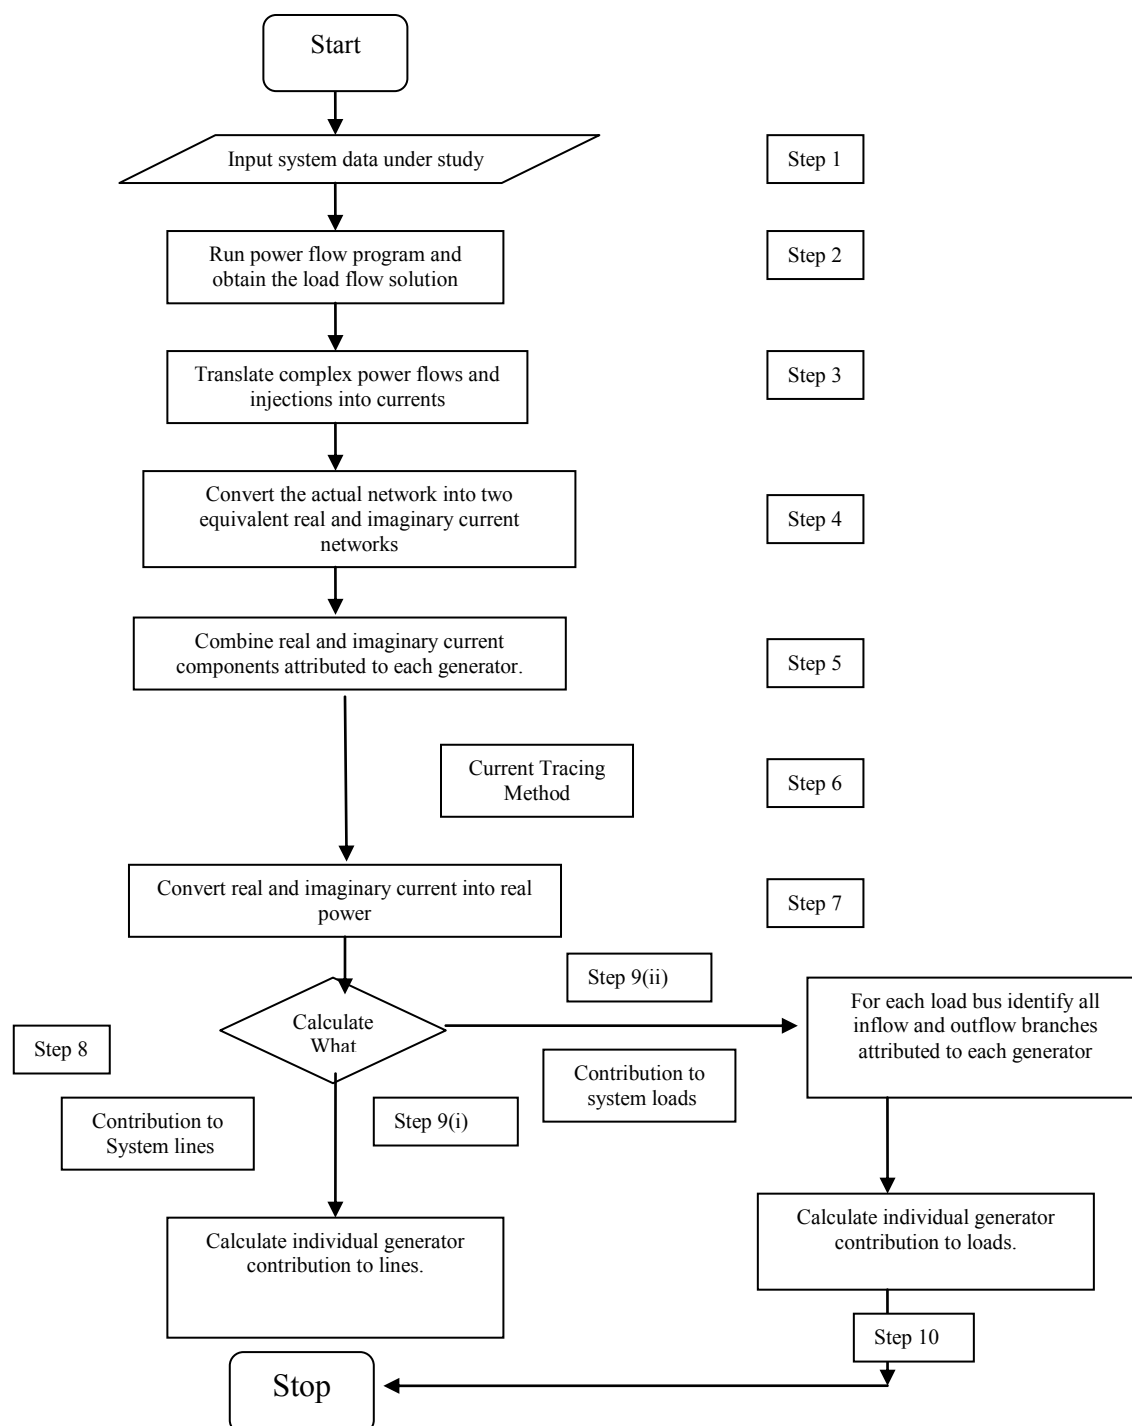 Start
Input system data under study
Step 1
Run power flow program and
obtain the load flow solution
Step 2
Translate complex power flows and
injections into currents
Step 3
Convert the actual network into two
equivalent real and imaginary current
networks
Step 4
Combine real and imaginary current
components attributed to each generator.
Step 5
Current Tracing
Method
Step 6
Convert real and imaginary current into real
power
Step 7
Step 9(ii)
For each load bus identify all
inflow and outflow branches
attributed to each generator
Calculate
What
Step 8
Contribution to
system loads
Contribution to
System lines
Step 9(i)
Calculate individual generator
contribution to loads.
Calculate individual generator
contribution to lines.
Step 10
Stop